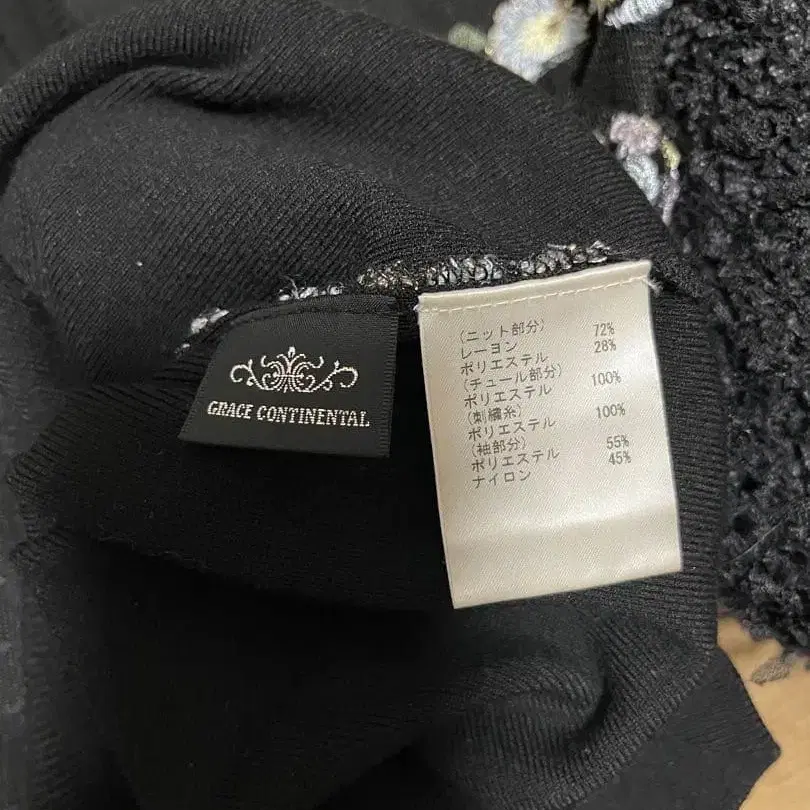 GRACE CONTINENTAL
(ニット部分) 72%
レーヨン 28%
ポリエステル
(チュール部分) 100%
ポリエステル
(刺繍糸) 100%
ポリエステル
(袖部分) 55%
ポリエステル 45%
ナイロン